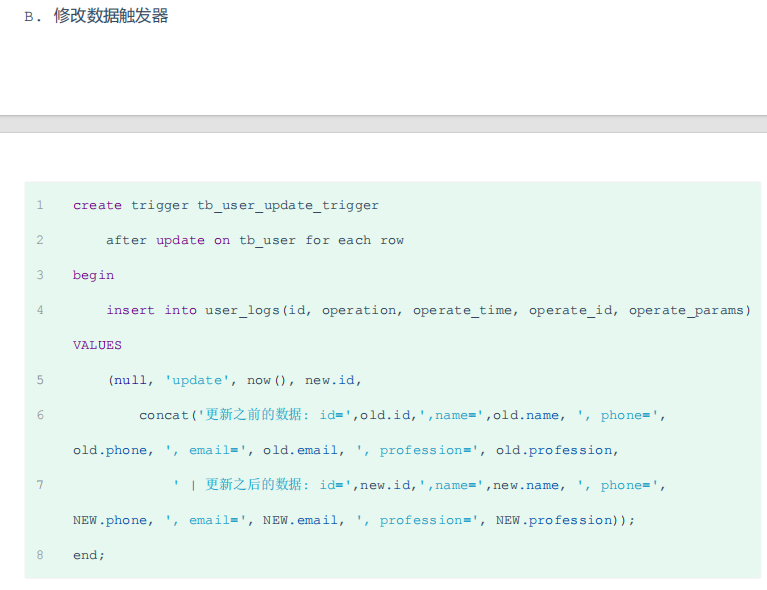 B. 修改数据触发器
1 create trigger tb_user_update_trigger
2 after update on tb_user for each row
3 begin
4 insert into user_logs(id, operation, operate_time, operate_id, operate_params)
VALUES
5 (null, 'update', now(), new.id,
6 concat('更新之前的数据: id=',old.id,',name=',old.name, ', phone=',
old.phone, ', email=', old.email, ', profession=', old.profession,
7 ' | 更新之后的数据: id=',new.id,',name=',new.name, ', phone=',
NEW.phone, ', email=', NEW.email, ', profession=', NEW.profession));
8 end;